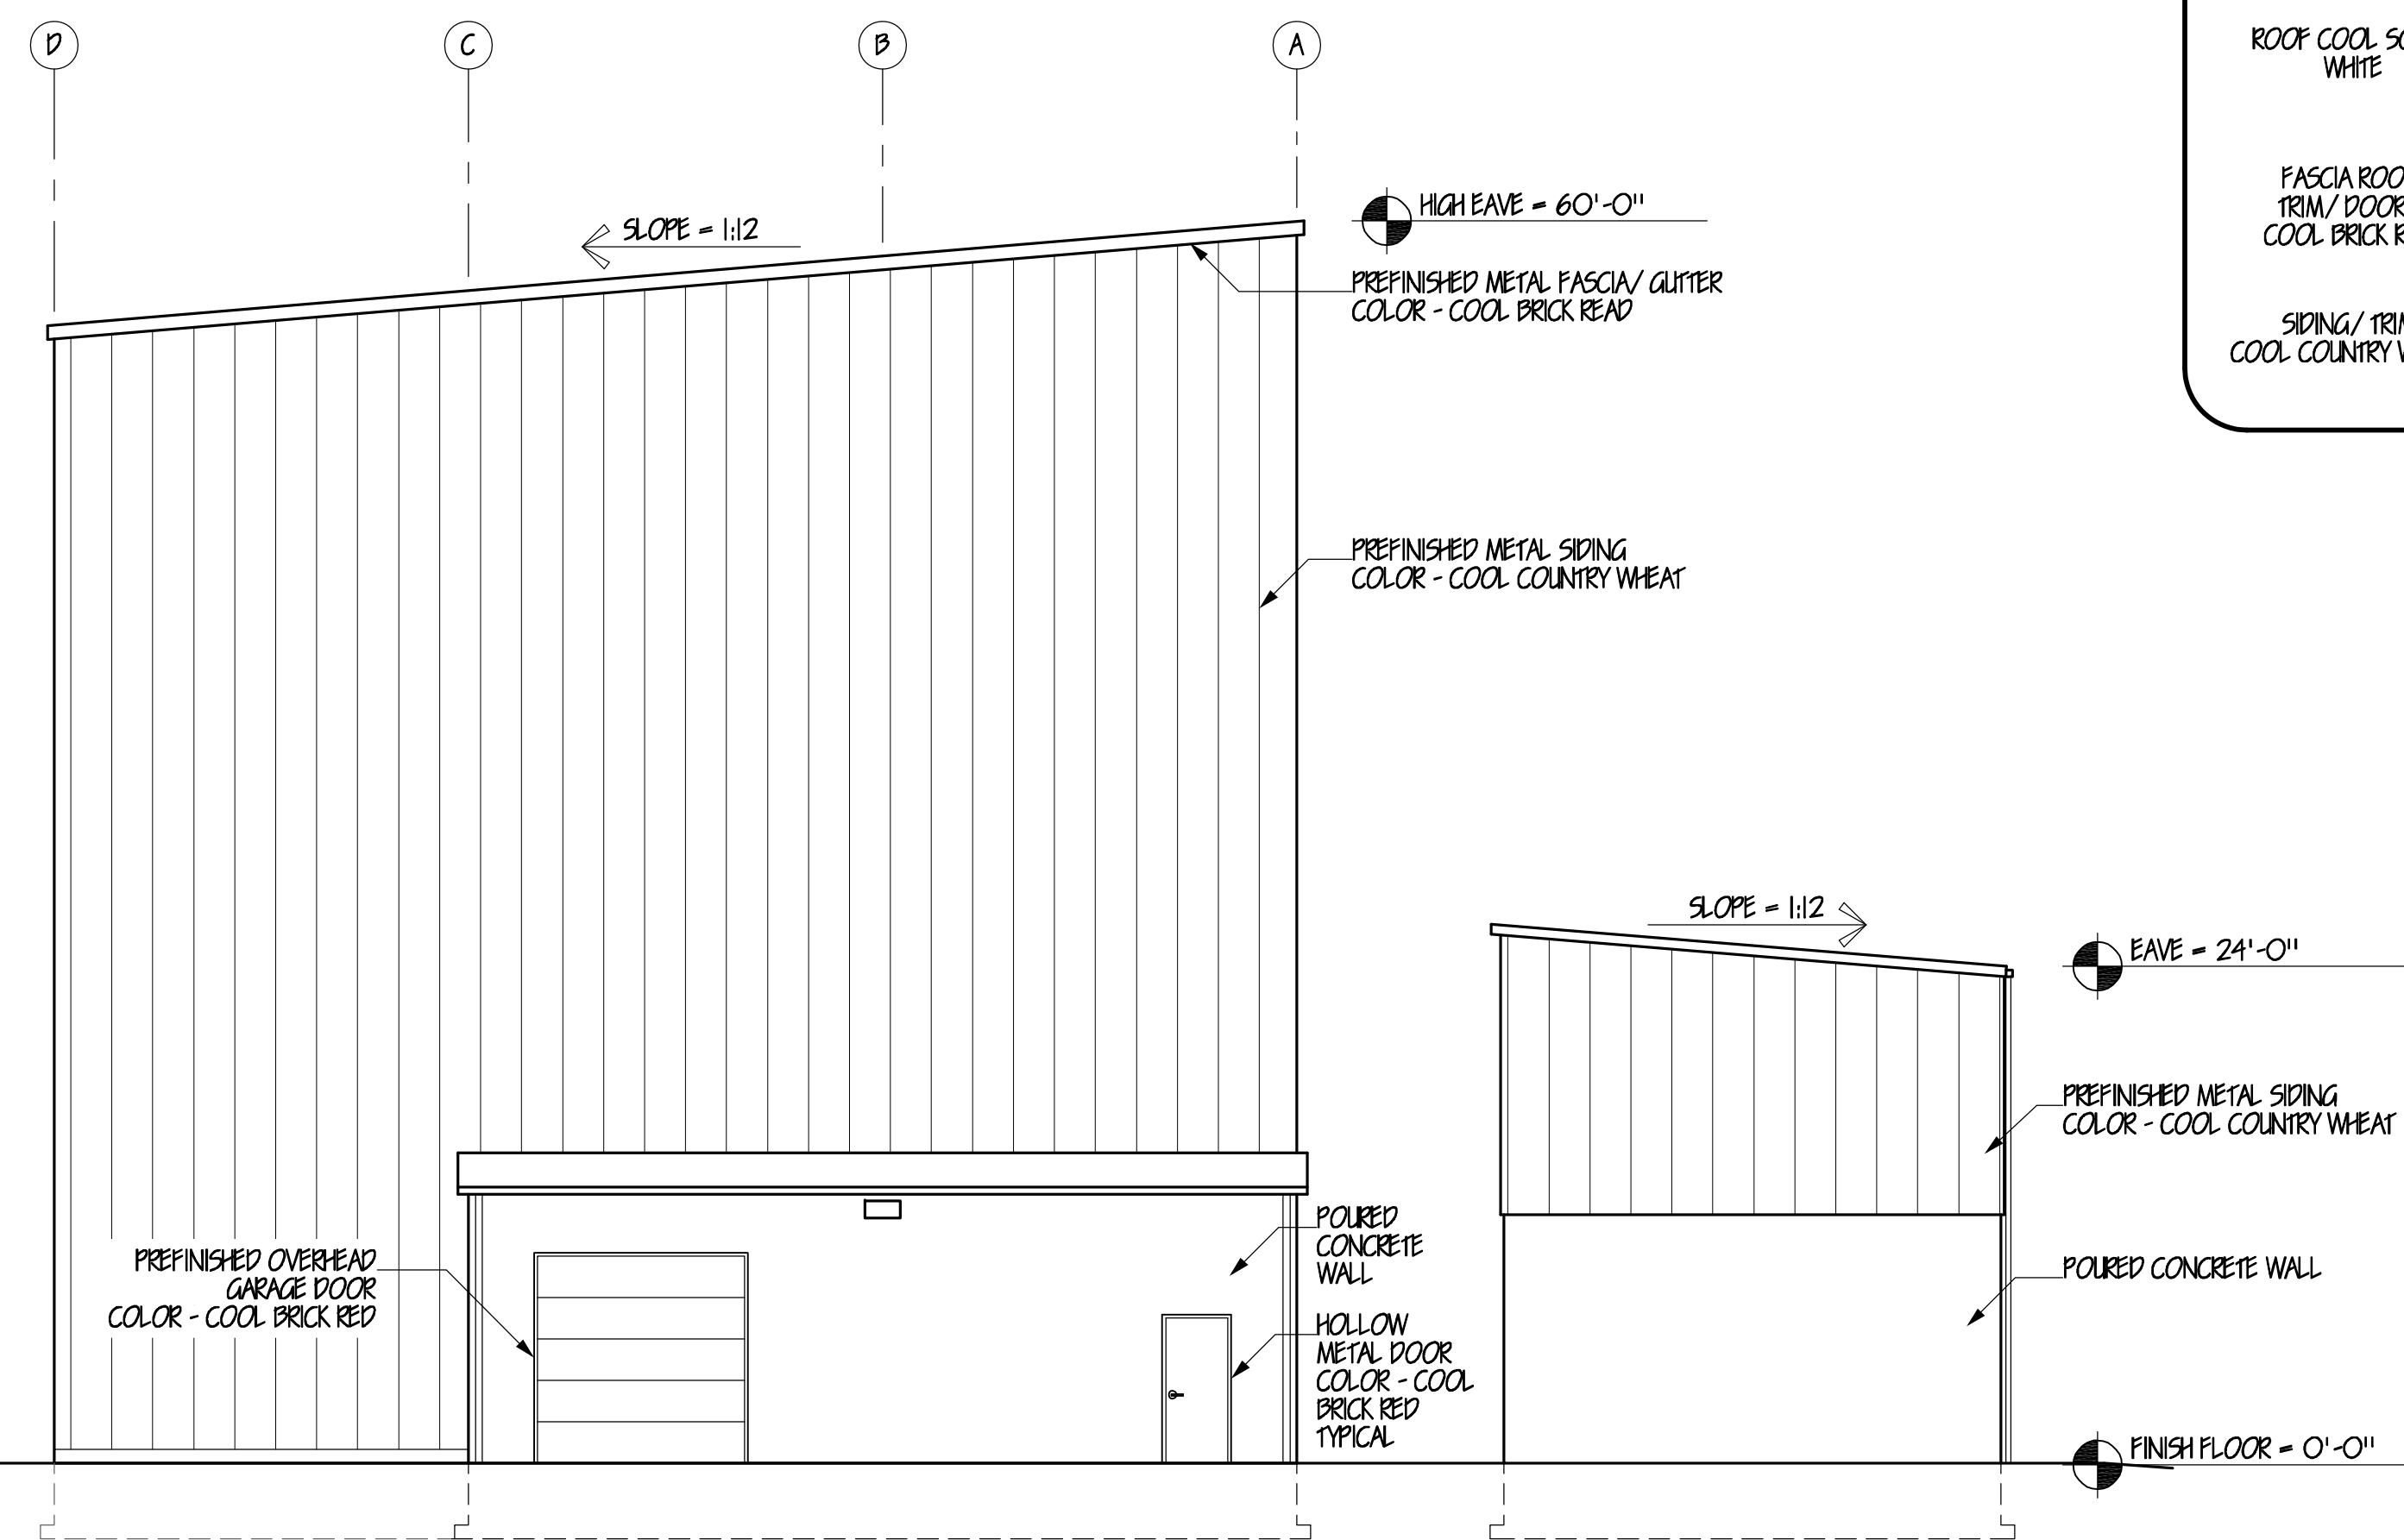 D
C
B
A
ROOF COOL
WHITE
FASCIA
TRIM/ DOOR
COOL BRICK
SIDING/
COOL COUNTRY
HIGH EAVE = 60'-0"
SLOPE = 1:12
PREFINISHED METAL FASCIA/ GUTTER
COLOR - COOL BRICK READ
PREFINISHED METAL SIDING
COLOR - COOL COUNTRY WHEAT
SLOPE = 1:12
EAVE = 24'-0"
PREFINISHED METAL SIDING
COLOR - COOL COUNTRY WHEAT
PREFINISHED OVERHEAD
GARAGE DOOR
COLOR - COOL BRICK RED
POURED
CONCRETE
WALL
HOLLOW
METAL DOOR
COLOR - COOL
BRICK RED
TYPICAL
POURED CONCRETE WALL
FINISH FLOOR = 0'-0"